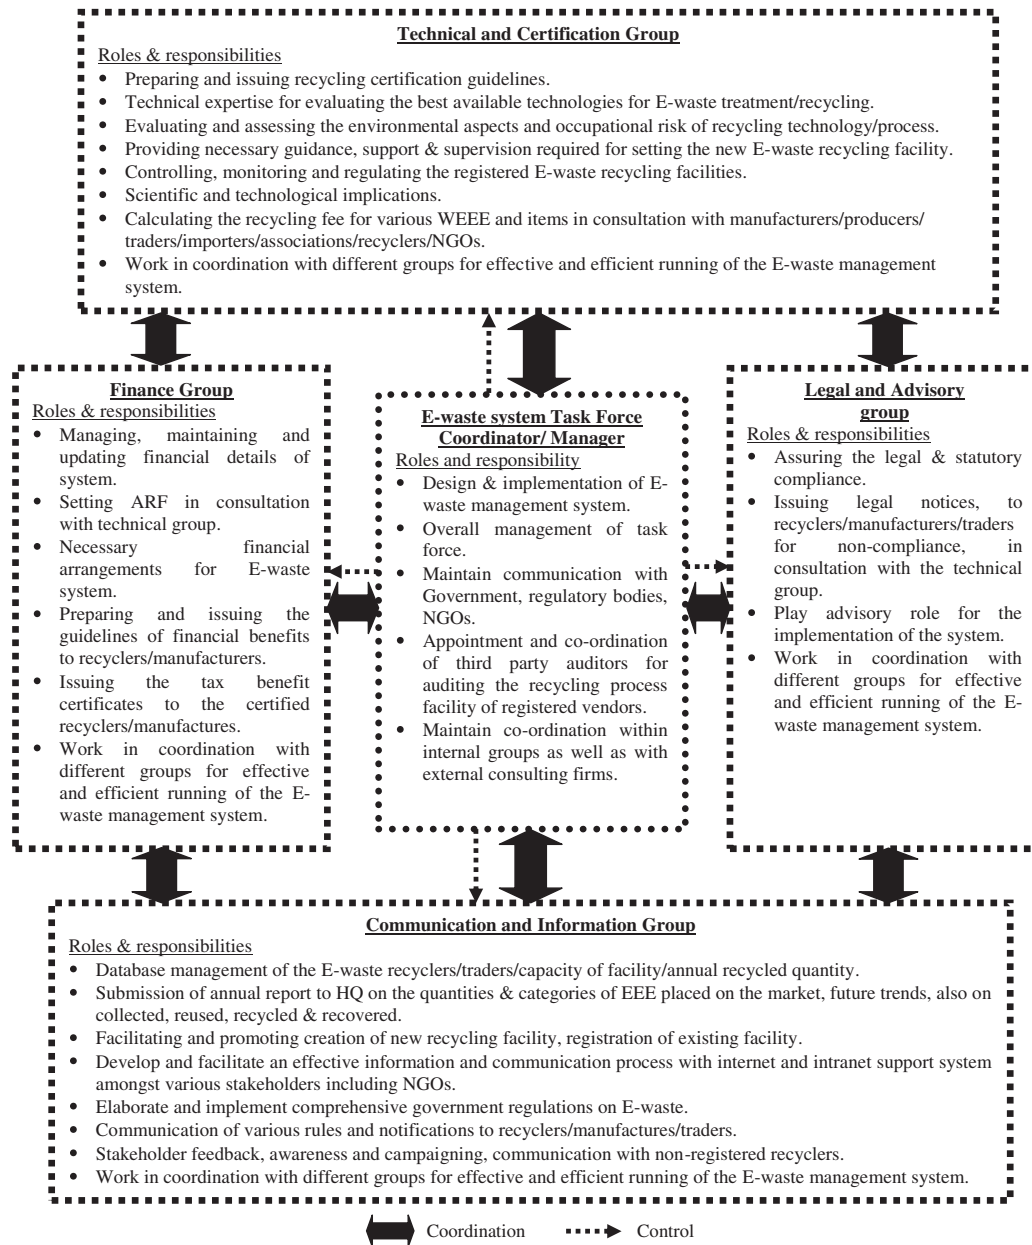 Technical and Certification Group
Roles & responsibilities
• Preparing and issuing recycling certification guidelines.
• Technical expertise for evaluating the best available technologies for E-waste treatment/recycling.
• Evaluating and assessing the environmental aspects and occupational risk of recycling technology/process.
• Providing necessary guidance, support & supervision required for setting the new E-waste recycling facility.
• Controlling, monitoring and regulating the registered E-waste recycling facilities.
• Scientific and technological implications.
• Calculating the recycling fee for various WEEE and items in consultation with manufacturers/producers/
traders/importers/associations/recyclers/NGOs.
• Work in coordination with different groups for effective and efficient running of the E-waste management
system.
Finance Group
Roles & responsibilities
• Managing, maintaining and
updating financial details of
system.
• Setting ARF in consultation
with technical group.
• Necessary financial
arrangements for E-waste
system.
• Preparing and issuing the
guidelines of financial benefits
to recyclers/manufacturers.
• Issuing the tax benefit
certificates to the certified
recyclers/manufactures.
• Work in coordination with
different groups for effective
and efficient running of the E-
waste management system.
E-waste system Task Force
Coordinator/ Manager
Roles and responsibility
• Design & implementation of E-
waste management system.
• Overall management of task
force.
• Maintain communication with
Government, regulatory bodies,
NGOs.
• Appointment and co-ordination
of third party auditors for
auditing the recycling process
facility of registered vendors.
• Maintain co-ordination within
internal groups as well as with
external consulting firms.
Legal and Advisory
group
Roles & responsibilities
• Assuring the legal & statutory
compliance.
• Issuing legal notices, to
recyclers/manufacturers/traders
for non-compliance, in
consultation with the technical
group.
• Play advisory role for the
implementation of the system.
• Work in coordination with
different groups for effective
and efficient running of the E-
waste management system.
Communication and Information Group
Roles & responsibilities
• Database management of the E-waste recyclers/traders/capacity of facility/annual recycled quantity.
• Submission of annual report to HQ on the quantities & categories of EEE placed on the market, future trends, also on
collected, reused, recycled & recovered.
• Facilitating and promoting creation of new recycling facility, registration of existing facility.
• Develop and facilitate an effective information and communication process with internet and intranet support system
amongst various stakeholders including NGOs.
• Elaborate and implement comprehensive government regulations on E-waste.
• Communication of various rules and notifications to recyclers/manufactures/traders.
• Stakeholder feedback, awareness and campaigning, communication with non-registered recyclers.
• Work in coordination with different groups for effective and efficient running of the E-waste management system.
Coordination Control